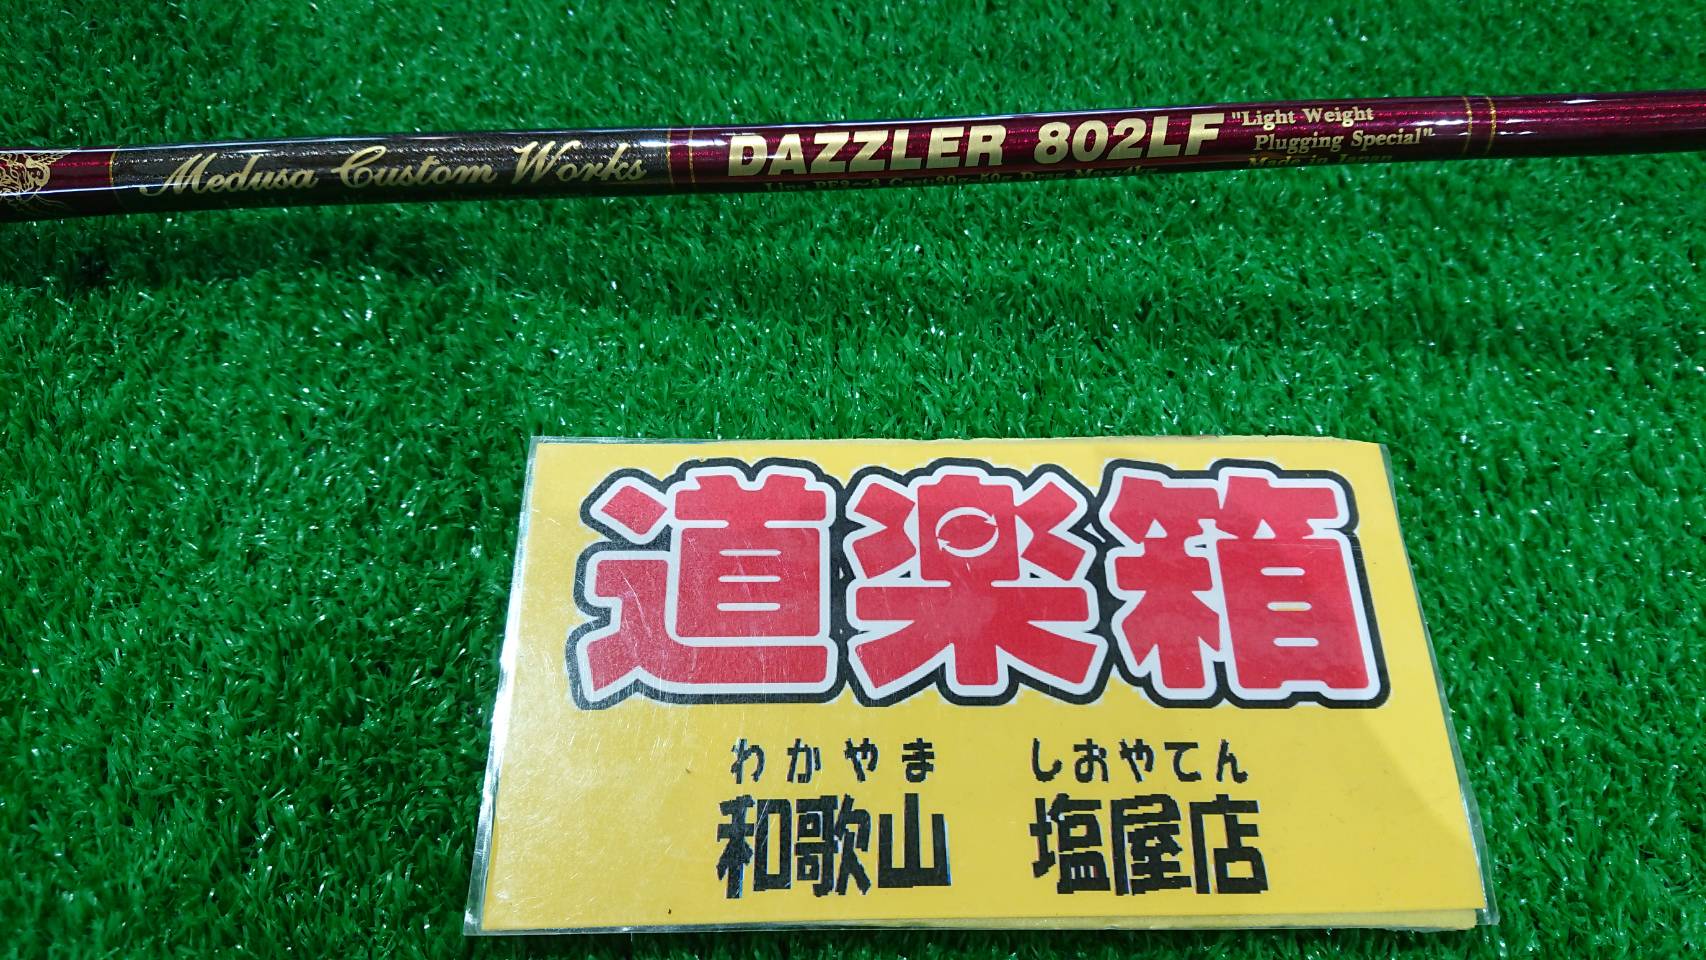 Medusa Custom Works
DAZZLER 802LF
"Light Weight
Plugging Special"
Made in Japan
道楽箱
わかやま しおやてん
和歌山 塩屋店